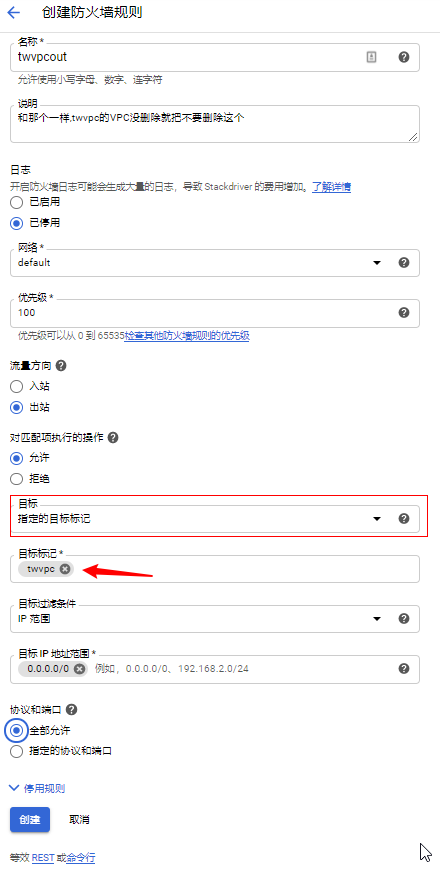 创建防火墙规则
名称 *
twvpcout
允许使用小写字母、数字、连字符
说明
和那个一样,twvpc的VPC没删除就把不要删除这个
日志
开启防火墙日志可能会生成大量的日志，导致 Stackdriver 的费用增加。了解详情
已启用
已停用
网络 *
default
优先级 *
100
优先级可以从 0 到 65535检查其他防火墙规则的优先级
流量方向
入站
出站
对匹配项执行的操作
允许
拒绝
目标
指定的目标标记
目标标记 *
twvpc
目标过滤条件
IP 范围
目标 IP 地址范围 *
0.0.0.0/0 例如，0.0.0.0/0、192.168.2.0/24
协议和端口
全部允许
指定的协议和端口
停用规则
创建 取消
等效 REST 或命令行